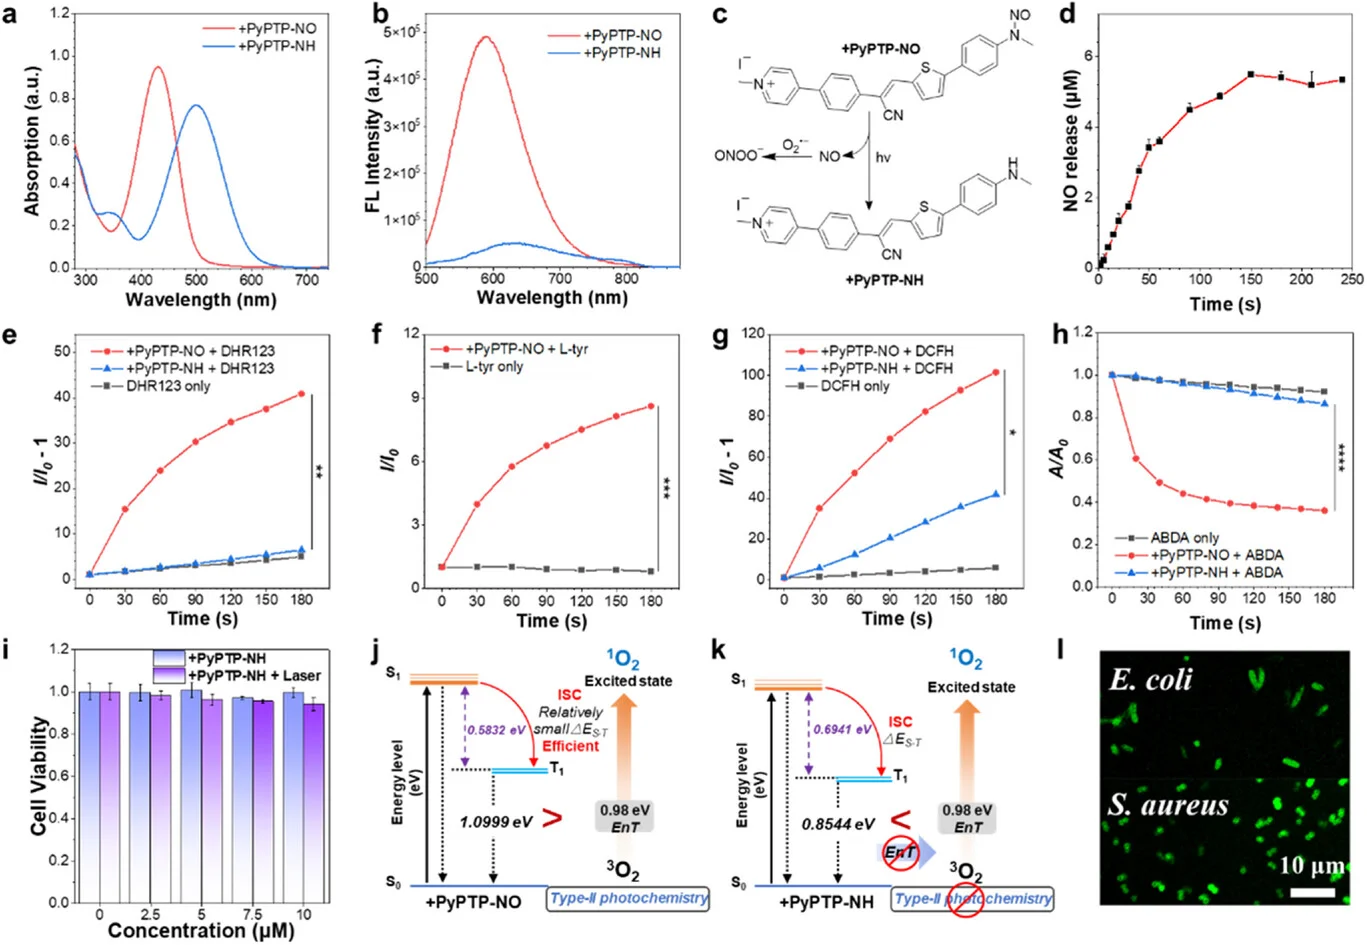 a
1.2
1.0
0.8
0.6
0.4
0.2
0.0
Absorption (a.u.)
+PyPTP-NO
+PyPTP-NH
300 400 500 600 700
Wavelength (nm)
b
5×10⁵
4×10⁵
3×10⁵
2×10⁵
1×10⁵
0
FL Intensity (a.u.)
+PyPTP-NO
+PyPTP-NH
500 600 700 800
Wavelength (nm)
c
+PyPTP-NO
NO
N
I⁻
N
+
S
CN
ONOO⁻
O₂•⁻
NO
hν
H
N
I⁻
N
+
S
CN
+PyPTP-NH
d
6
4
2
0
NO release (μM)
0 50 100 150 200 250
Time (s)
e
50
40
30
20
10
0
I/I₀ - 1
+PyPTP-NO + DHR123
+PyPTP-NH + DHR123
DHR123 only
**
0 30 60 90 120 150 180
Time (s)
f
12
9
6
3
0
I/I₀
+PyPTP-NO + L-tyr
L-tyr only
***
0 30 60 90 120 150 180
Time (s)
g
120
100
80
60
40
20
0
I/I₀ - 1
+PyPTP-NO + DCFH
+PyPTP-NH + DCFH
DCFH only
*
0 30 60 90 120 150 180
Time (s)
h
1.2
1.0
0.8
0.6
0.4
0.2
0.0
A/A₀
ABDA only
+PyPTP-NO + ABDA
+PyPTP-NH + ABDA
****
0 30 60 90 120 150 180
Time (s)
i
1.2
1.0
0.8
0.6
0.4
0.2
0.0
Cell Viability
+PyPTP-NH
+PyPTP-NH + Laser
0 2.5 5 7.5 10
Concentration (μM)
j
S₁
¹O₂
Excited state
ISC
Relatively
small△E_S-T
Efficient
0.5832 eV
T₁
Energy level
(eV)
1.0999 eV
>
0.98 eV
EnT
³O₂
S₀
+PyPTP-NO
Type-II photochemistry
k
S₁
¹O₂
Excited state
ISC
△E_S-T
0.6941 eV
T₁
Energy level
(eV)
0.8544 eV
<
0.98 eV
EnT
EnT
³O₂
S₀
+PyPTP-NH
Type-II photochemistry
l
E. coli
S. aureus
10 μm